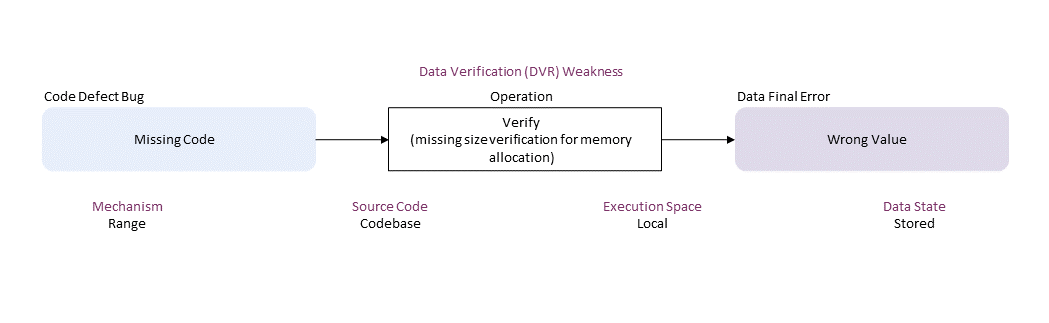 Data Verification (DVR) Weakness
Code Defect Bug
Operation
Data Final Error
Missing Code
Verify
(missing size verification for memory
allocation)
Wrong Value
Mechanism
Range
Source Code
Codebase
Execution Space
Local
Data State
Stored